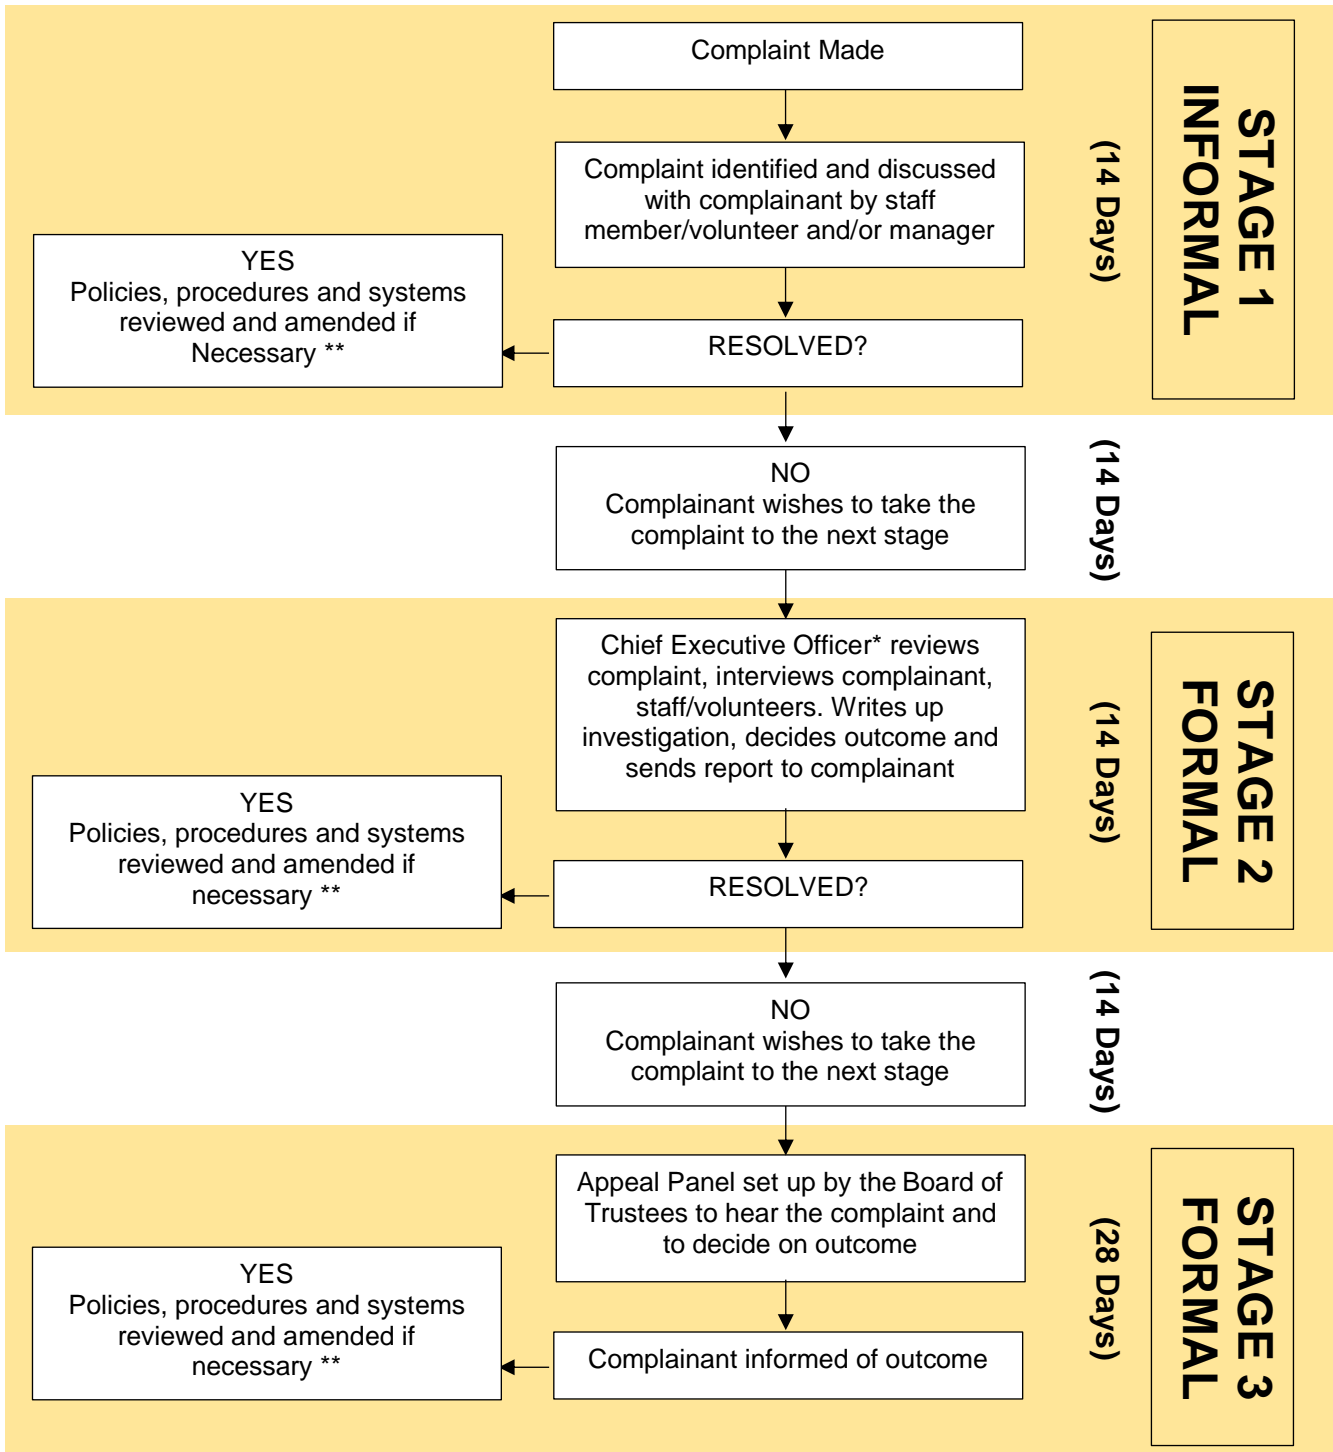 Complaint Made
STAGE 1
INFORMAL
(14 Days)
Complaint identified and discussed
with complainant by staff
member/volunteer and/or manager
RESOLVED?
YES
Policies, procedures and systems
reviewed and amended if
Necessary **
NO
Complainant wishes to take the
complaint to the next stage
(14 Days)
Chief Executive Officer* reviews
complaint, interviews complainant,
staff/volunteers. Writes up
investigation, decides outcome and
sends report to complainant
(14 Days)
STAGE 2
FORMAL
RESOLVED?
YES
Policies, procedures and systems
reviewed and amended if
necessary **
NO
Complainant wishes to take the
complaint to the next stage
(14 Days)
Appeal Panel set up by the Board of
Trustees to hear the complaint and
to decide on outcome
(28 Days)
STAGE 3
FORMAL
Complainant informed of outcome
YES
Policies, procedures and systems
reviewed and amended if
necessary **